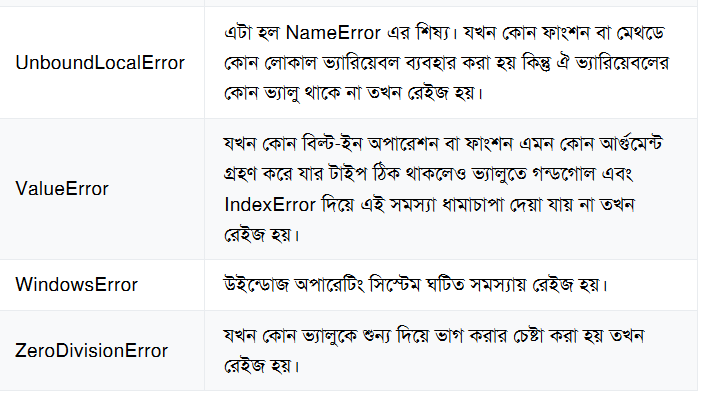 এটা হল NameError এর শিষ্য। যখন কোন ফাংশন বা মেথডে
UnboundLocalError কোন লোকাল ভ্যারিয়েবল ব্যবহার করা হয় কিন্তু ঐ ভ্যারিয়েবলের
কোন ভ্যালু থাকে না তখন রেইজ হয়।
যখন কোন বিল্ট-ইন অপারেশন বা ফাংশন এমন কোন আর্গুমেন্ট
ValueError গ্রহণ করে যার টাইপ ঠিক থাকলেও ভ্যালুতে গন্ডগোল এবং
IndexError দিয়ে এই সমস্যা ধামাচাপা দেয়া যায় না তখন
রেইজ হয়।
WindowsError উইন্ডোজ অপারেটিং সিস্টেম ঘটিত সমস্যায় রেইজ হয়।
ZeroDivisionError যখন কোন ভ্যালুকে শুন্য দিয়ে ভাগ করার চেষ্টা করা হয় তখন
রেইজ হয়।